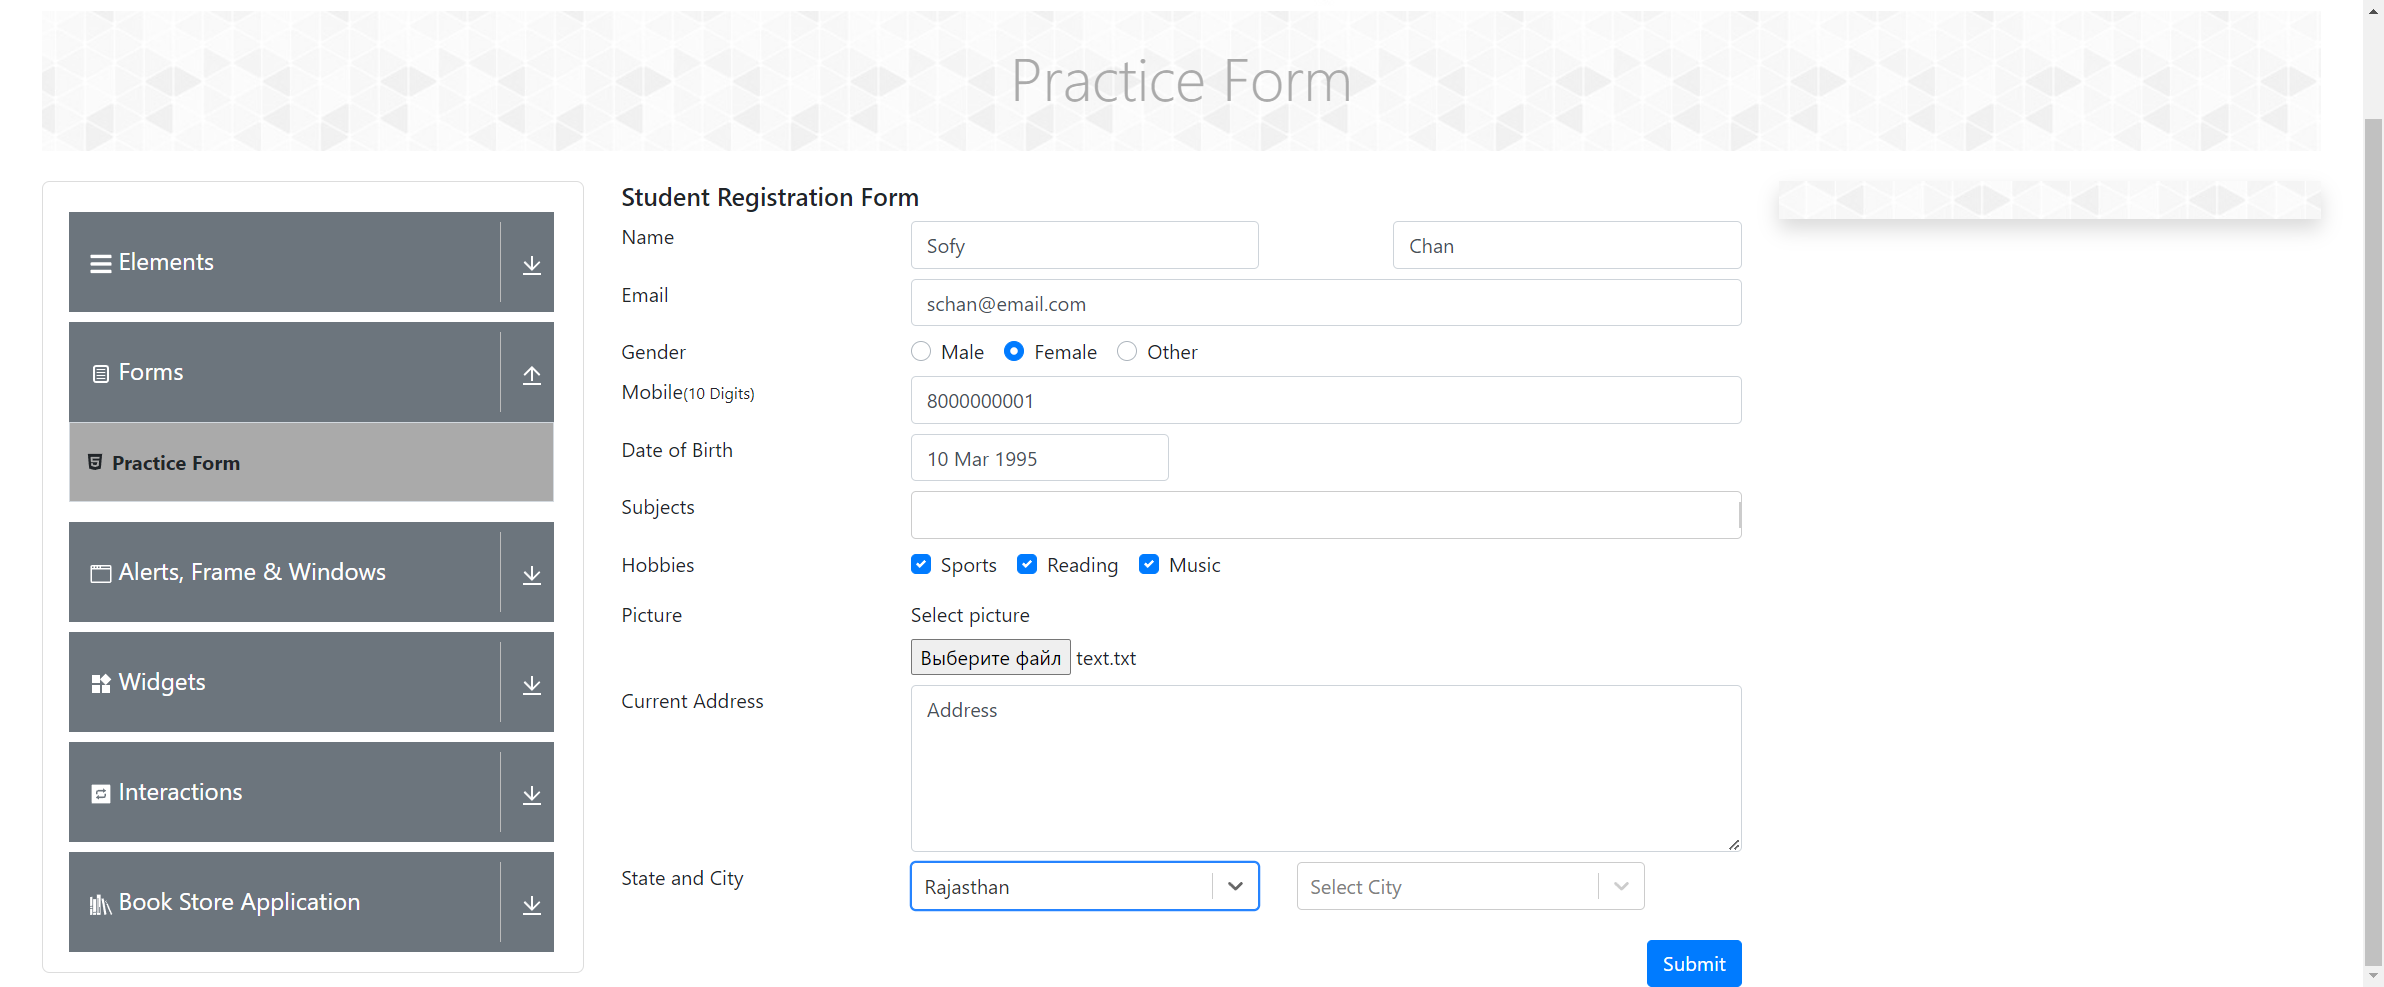 Practice Form
Elements
Forms
Practice Form
Alerts, Frame & Windows
Widgets
Interactions
Book Store Application
Student Registration Form
Name Sofy Chan
Email schan@email.com
Gender Male Female Other
Mobile(10 Digits) 8000000001
Date of Birth 10 Mar 1995
Subjects
Hobbies Sports Reading Music
Picture Select picture
Выберите файл text.txt
Current Address Address
State and City Rajasthan Select City
Submit